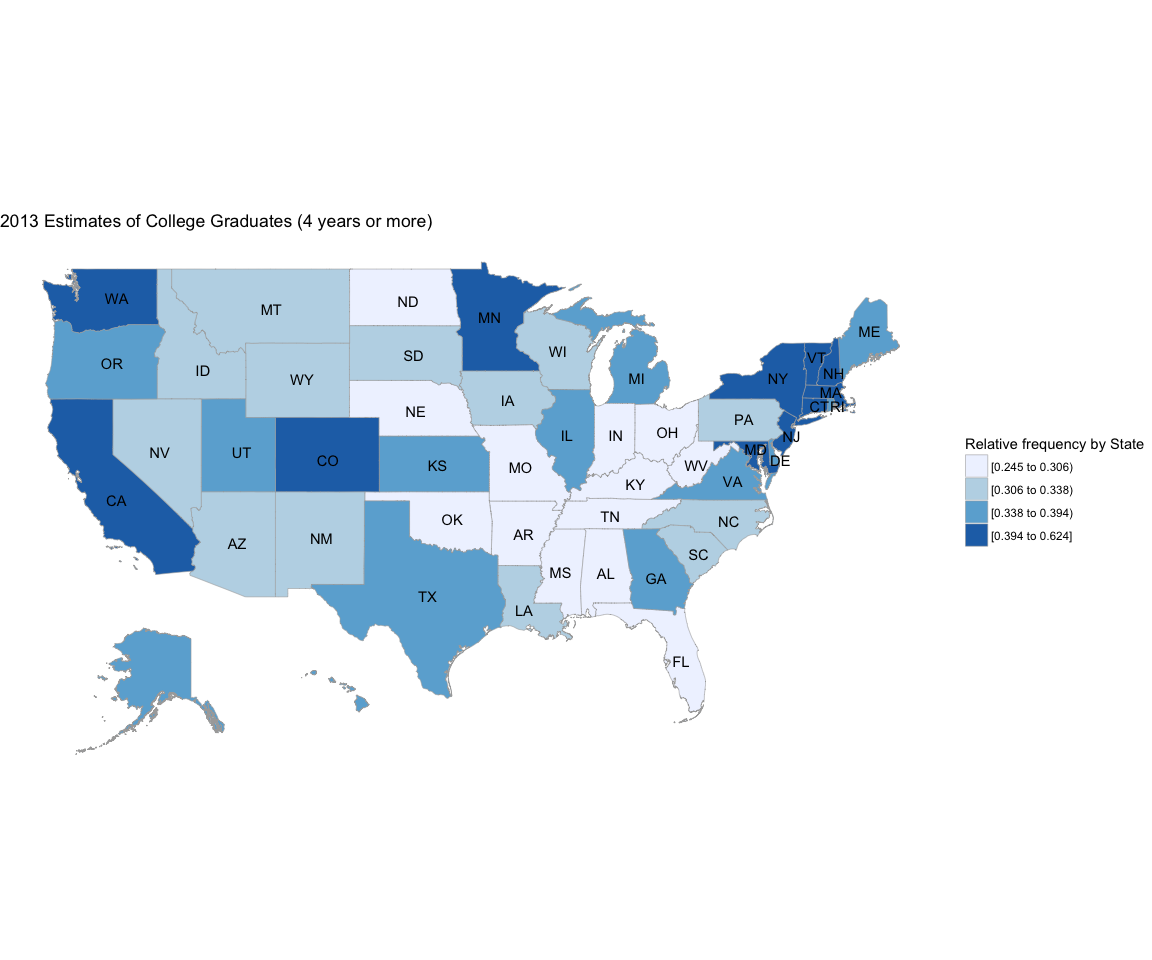 2013 Estimates of College Graduates (4 years or more)
WA
MT
ND
MN
ME
OR
ID
SD
WI
VT
NH
WY
MI
NY
MA
IA
CT RI
NE
PA
NV
UT
CO
KS
IL
IN
OH
NJ
MD
DE
MO
WV
VA
KY
CA
AZ
NM
OK
AR
TN
NC
SC
MS
AL
GA
TX
LA
FL
Relative frequency by State
[0.245 to 0.306)
[0.306 to 0.338)
[0.338 to 0.394)
[0.394 to 0.624]